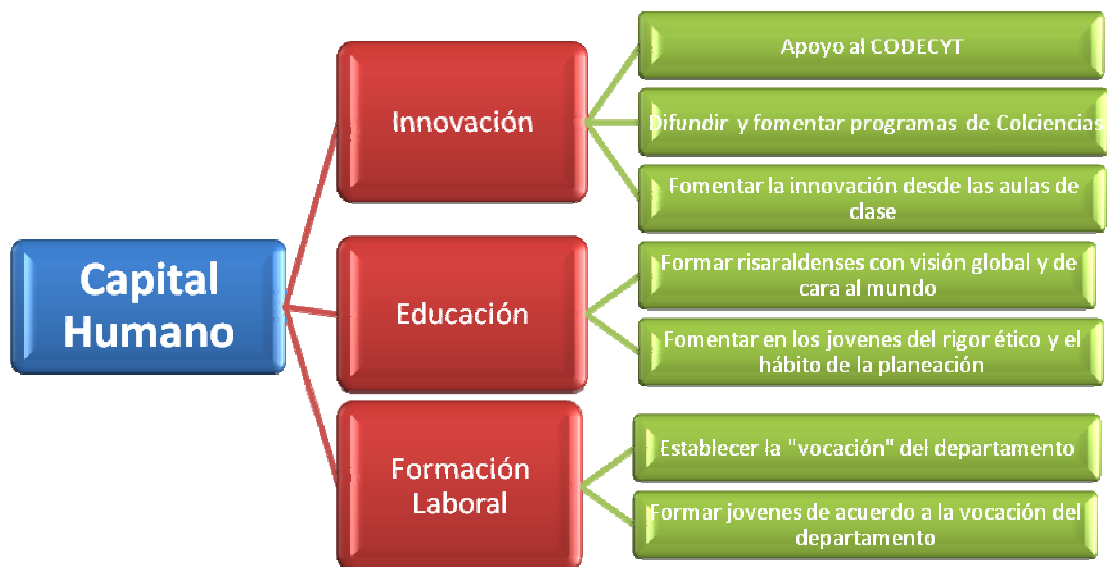 Capital
Humano
Innovación
Apoyo al CODECYT
Difundir y fomentar programas de Colciencias
Fomentar la innovación desde las aulas de
clase
Educación
Formar risaraldenses con visión global y de
cara al mundo
Fomentar en los jovenes del rigor ético y el
hábito de la planeación
Formación
Laboral
Establecer la "vocación" del departamento
Formar jovenes de acuerdo a la vocación del
departamento